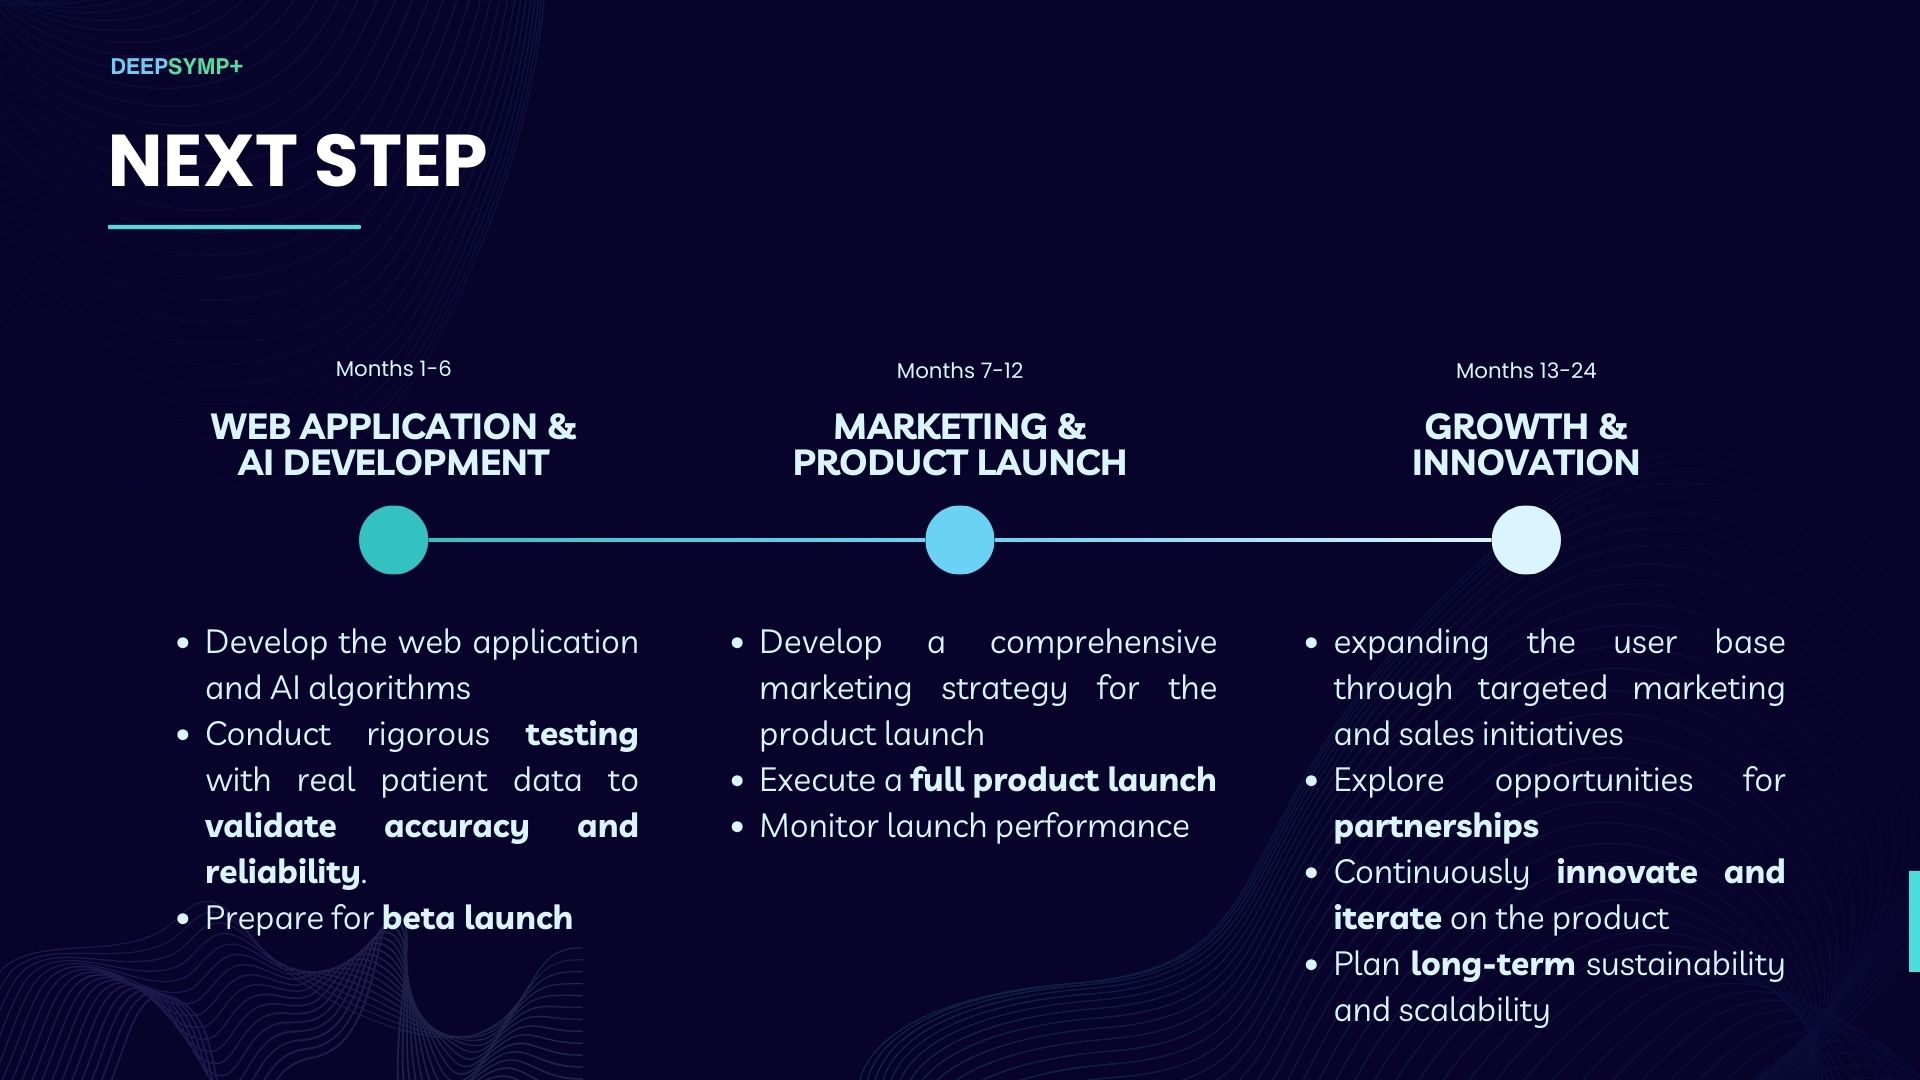 DEEPSYMP+
NEXT STEP
Months 1-6
WEB APPLICATION &
AI DEVELOPMENT
• Develop the web application
and AI algorithms
• Conduct rigorous testing
with real patient data to
validate accuracy and
reliability.
• Prepare for beta launch
Months 7-12
MARKETING &
PRODUCT LAUNCH
• Develop a comprehensive
marketing strategy for the
product launch
• Execute a full product launch
• Monitor launch performance
Months 13-24
GROWTH &
INNOVATION
• expanding the user base
through targeted marketing
and sales initiatives
• Explore opportunities for
partnerships
• Continuously innovate and
iterate on the product
• Plan long-term sustainability
and scalability